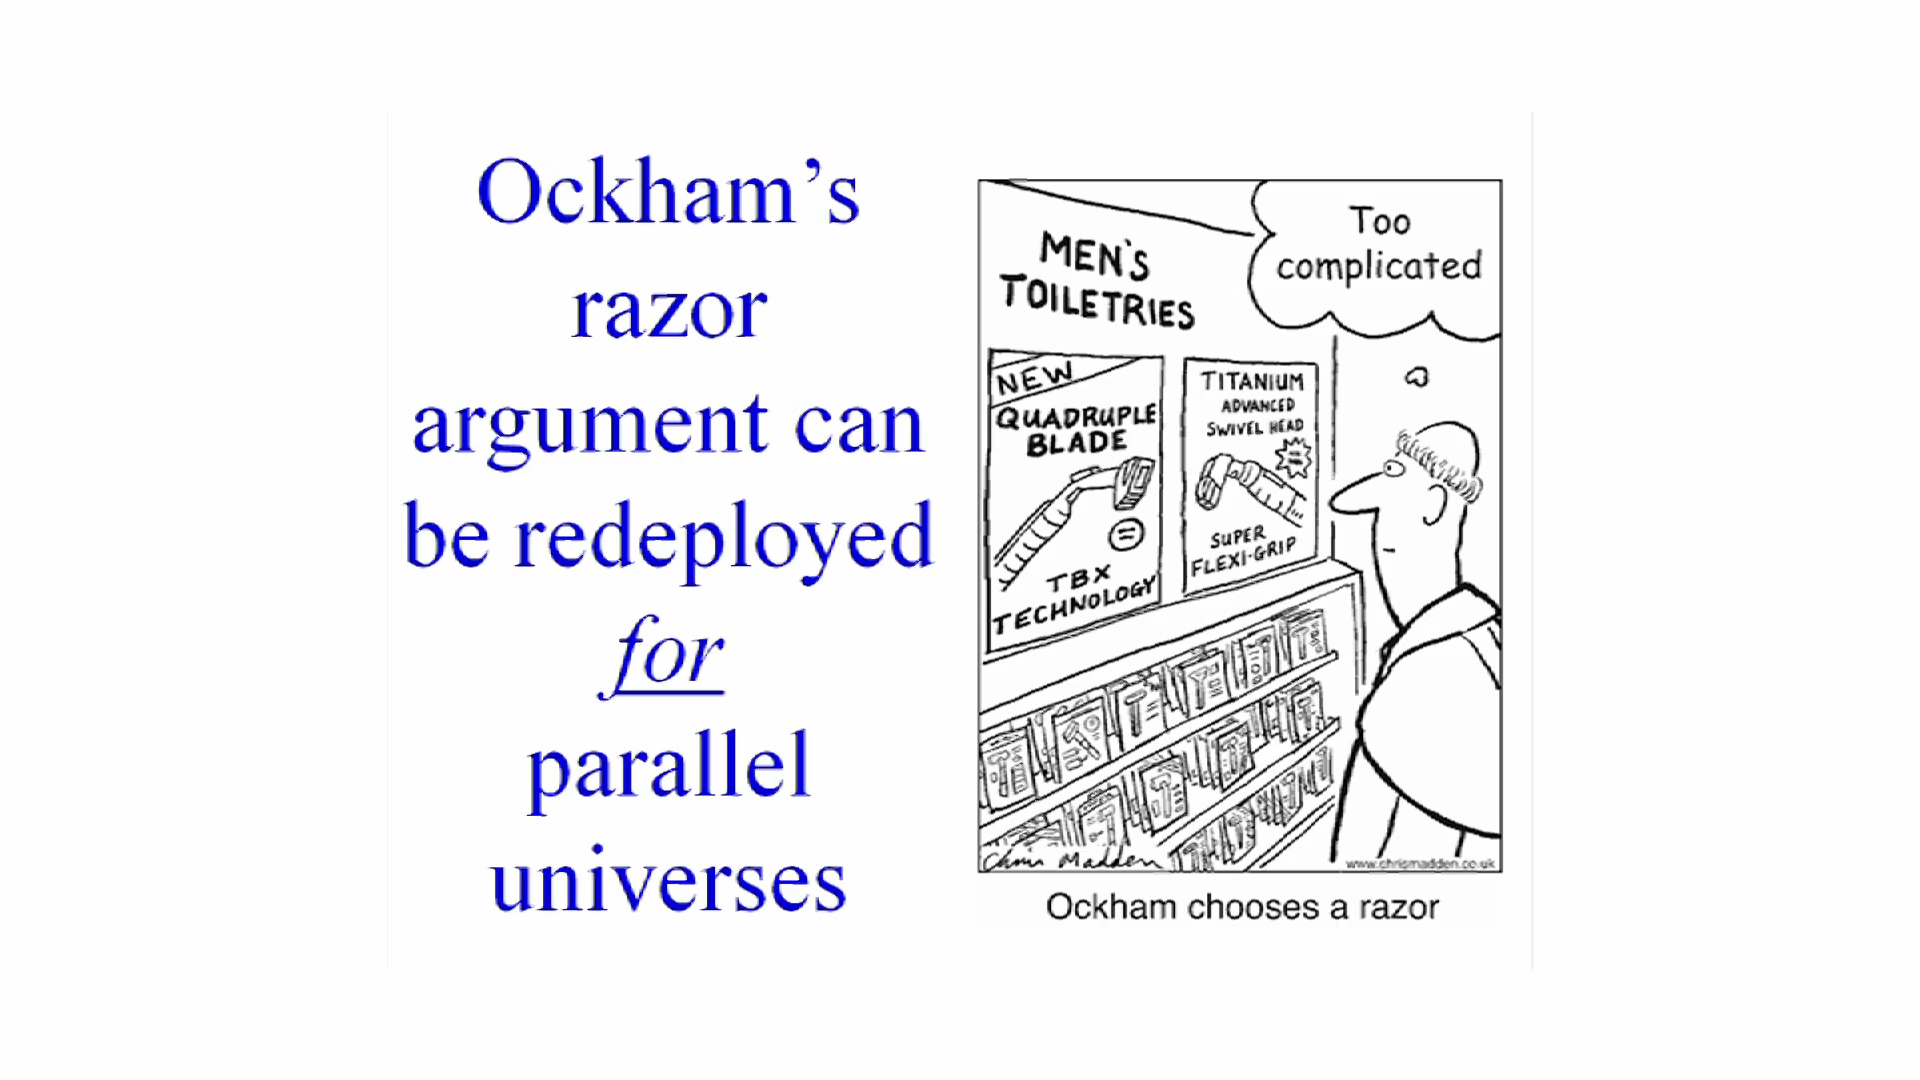 Ockham’s
razor
argument can
be redeployed
for
parallel
universes
Too
complicated
MEN'S
TOILETRIES
NEW
QUADRUPLE
BLADE
TBX
TECHNOLOGY
TITANIUM
ADVANCED
SWIVEL HEAD
SUPER
FLEXI-GRIP
Chris Madden
www.chrismadden.co.uk
Ockham chooses a razor